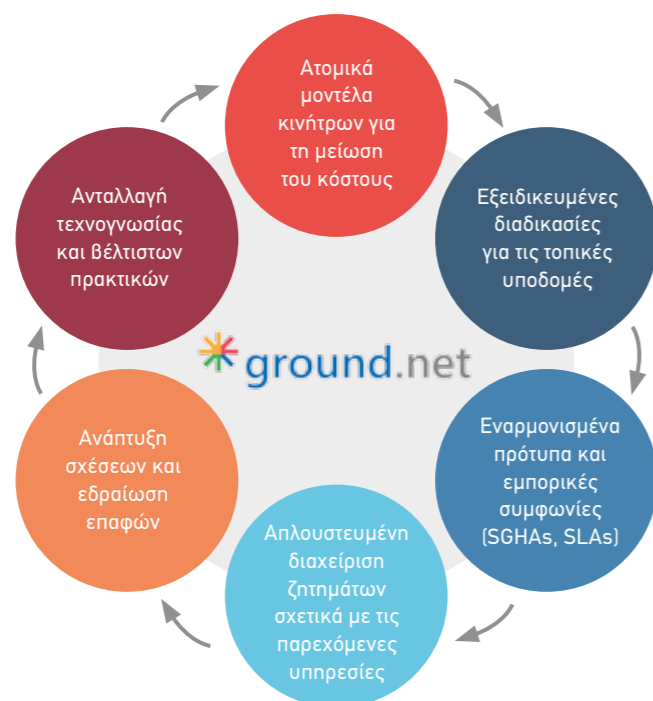 Ατομικά
μοντέλα
κινήτρων για
τη μείωση
του κόστους
Εξειδικευμένες
διαδικασίες
για τις τοπικές
υποδομές
Εναρμονισμένα
πρότυπα και
εμπορικές
συμφωνίες
(SGHAs, SLAs)
Απλουστευμένη
διαχείριση
ζητημάτων
σχετικά με τις
παρεχόμενες
υπηρεσίες
Ανάπτυξη
σχέσεων και
εδραίωση
επαφών
Ανταλλαγή
τεχνογνωσίας
και βέλτιστων
πρακτικών
ground.net